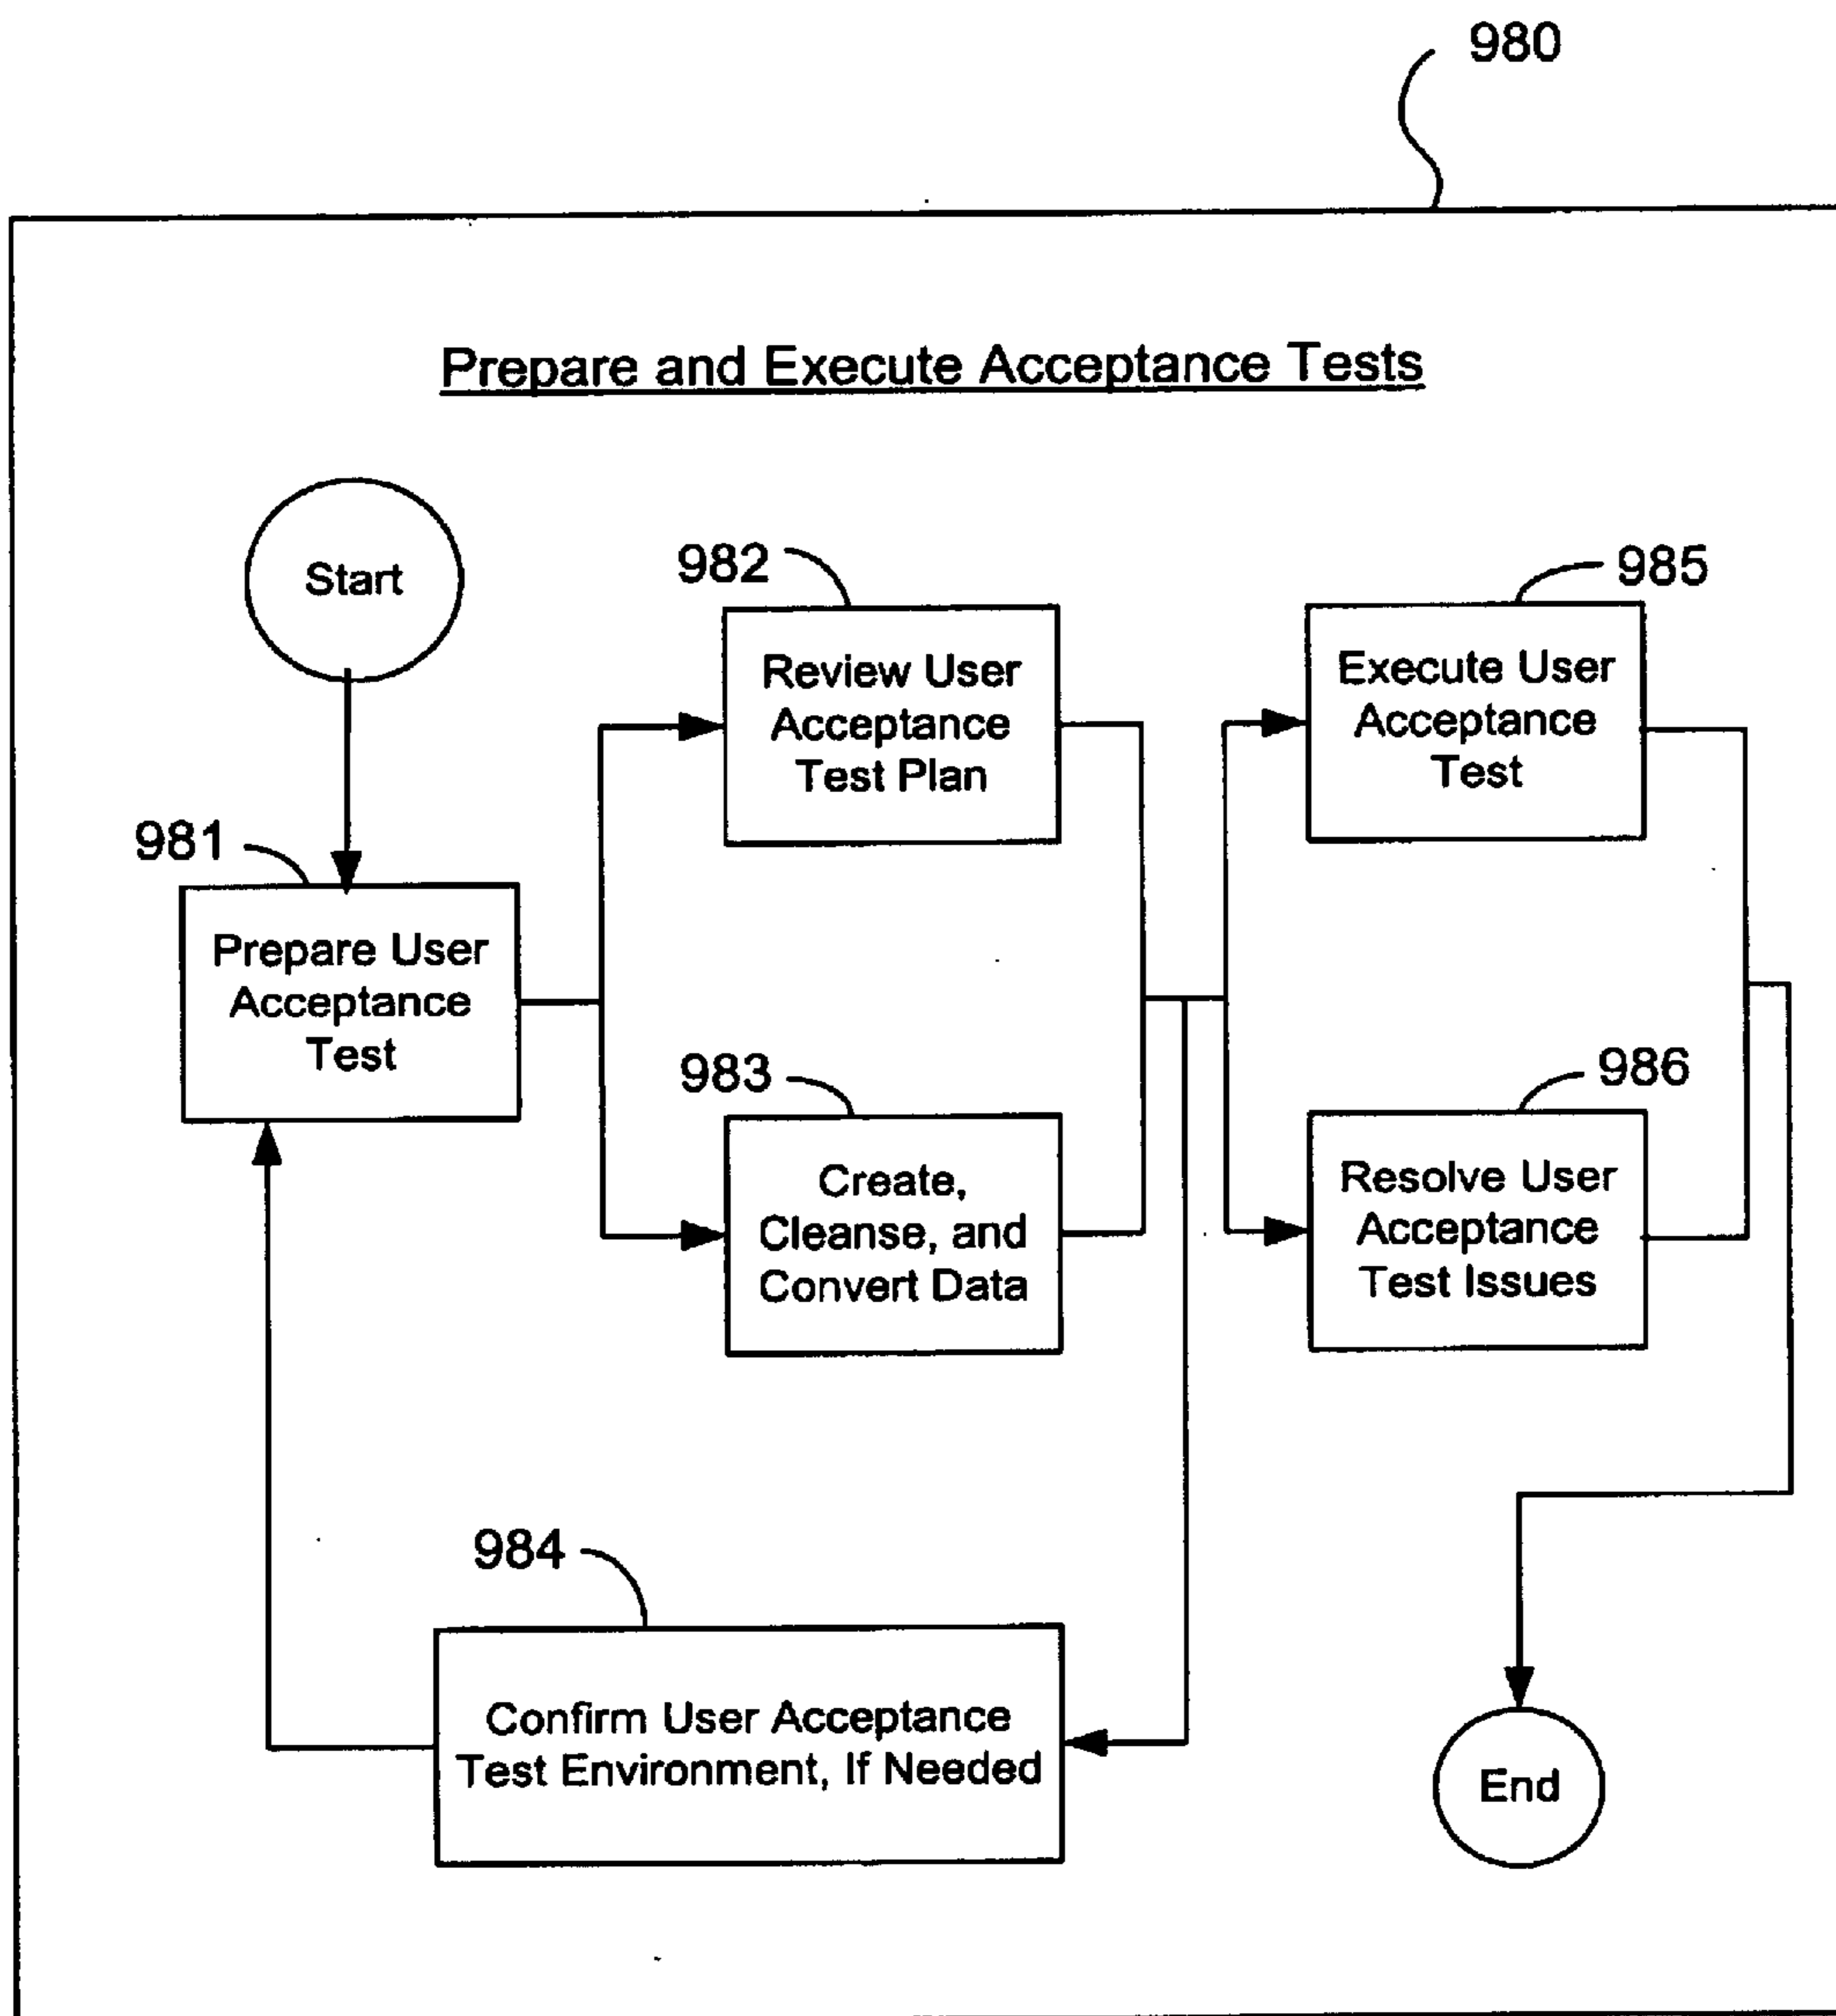 980
Prepare and Execute Acceptance Tests
Start
982
Review User
Acceptance
Test Plan
985
Execute User
Acceptance
Test
981
Prepare User
Acceptance
Test
983
Create,
Cleanse, and
Convert Data
986
Resolve User
Acceptance
Test Issues
984
Confirm User Acceptance
Test Environment, If Needed
End